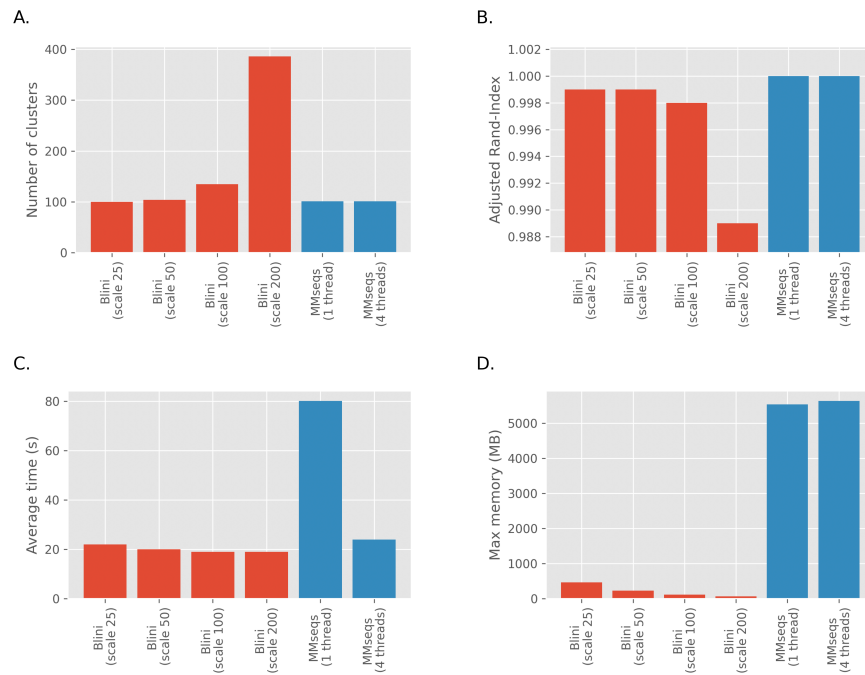 A.
400
300
200
100
0
Number of clusters
Blini
(scale 25)
Blini
(scale 50)
Blini
(scale 100)
Blini
(scale 200)
MMseqs
(1 thread)
MMseqs
(4 threads)
B.
1.002
1.000
0.998
0.996
0.994
0.992
0.990
0.988
Adjusted Rand-Index
Blini
(scale 25)
Blini
(scale 50)
Blini
(scale 100)
Blini
(scale 200)
MMseqs
(1 thread)
MMseqs
(4 threads)
C.
80
60
40
20
0
Average time (s)
Blini
(scale 25)
Blini
(scale 50)
Blini
(scale 100)
Blini
(scale 200)
MMseqs
(1 thread)
MMseqs
(4 threads)
D.
5000
4000
3000
2000
1000
0
Max memory (MB)
Blini
(scale 25)
Blini
(scale 50)
Blini
(scale 100)
Blini
(scale 200)
MMseqs
(1 thread)
MMseqs
(4 threads)